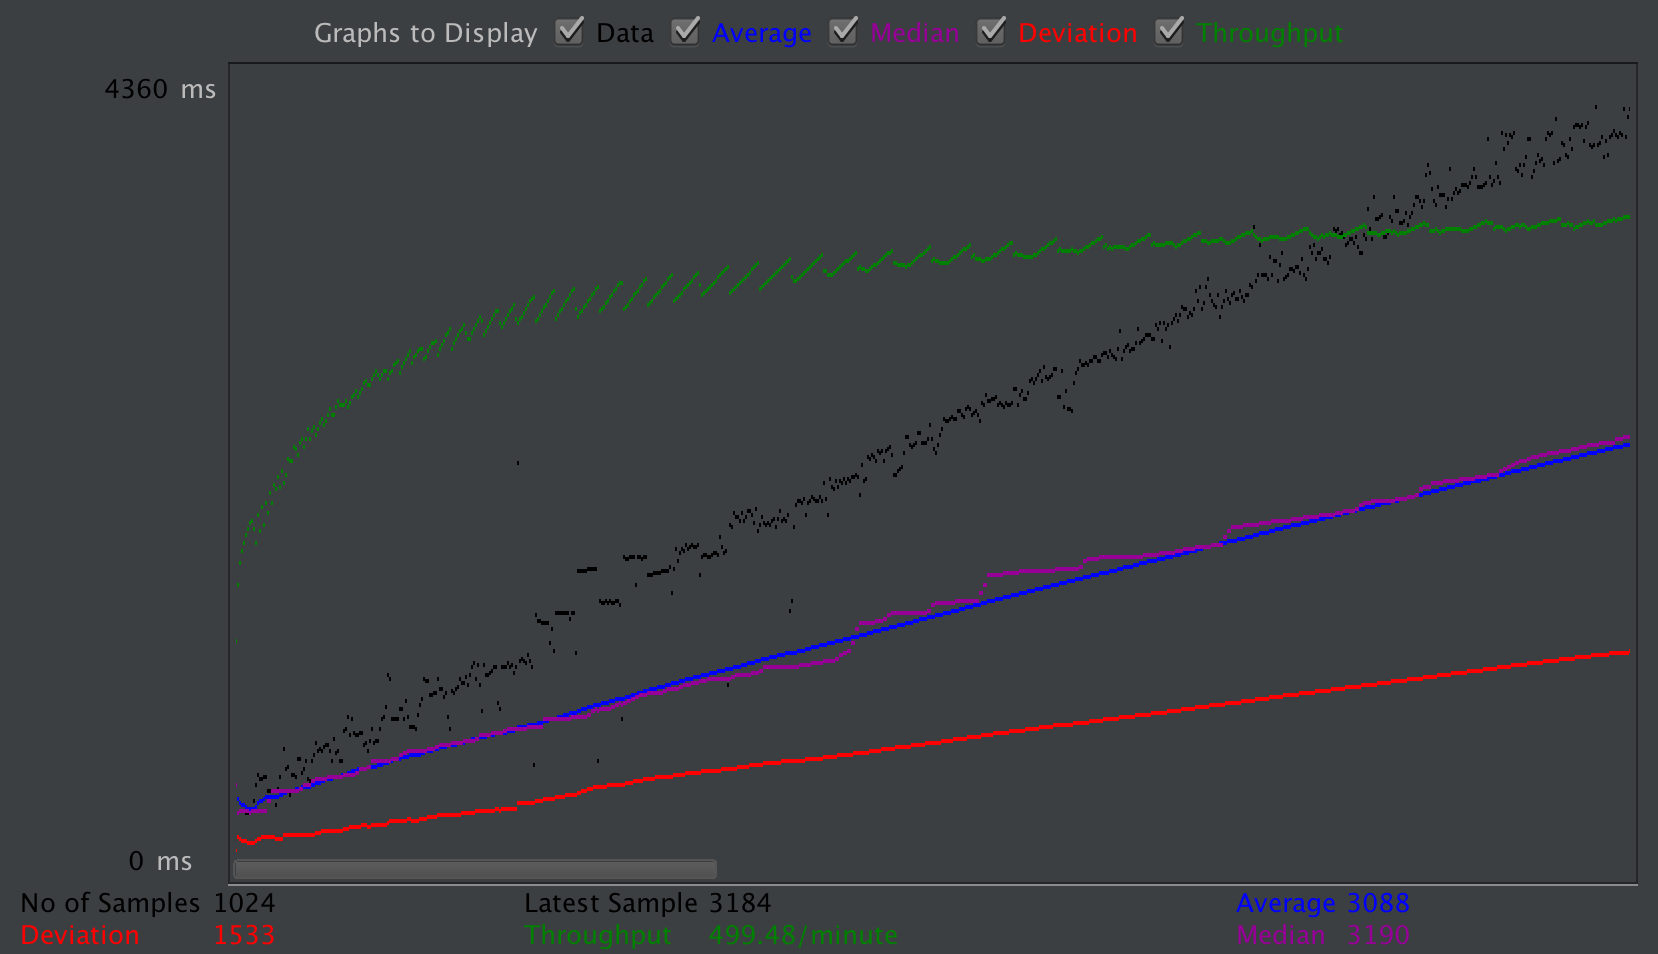 Graphs to Display Data Average Median Deviation Throughput
4360 ms
0 ms
No of Samples 1024 Latest Sample 3184 Average 3088
Deviation 1533 Throughput 499.48/minute Median 3190